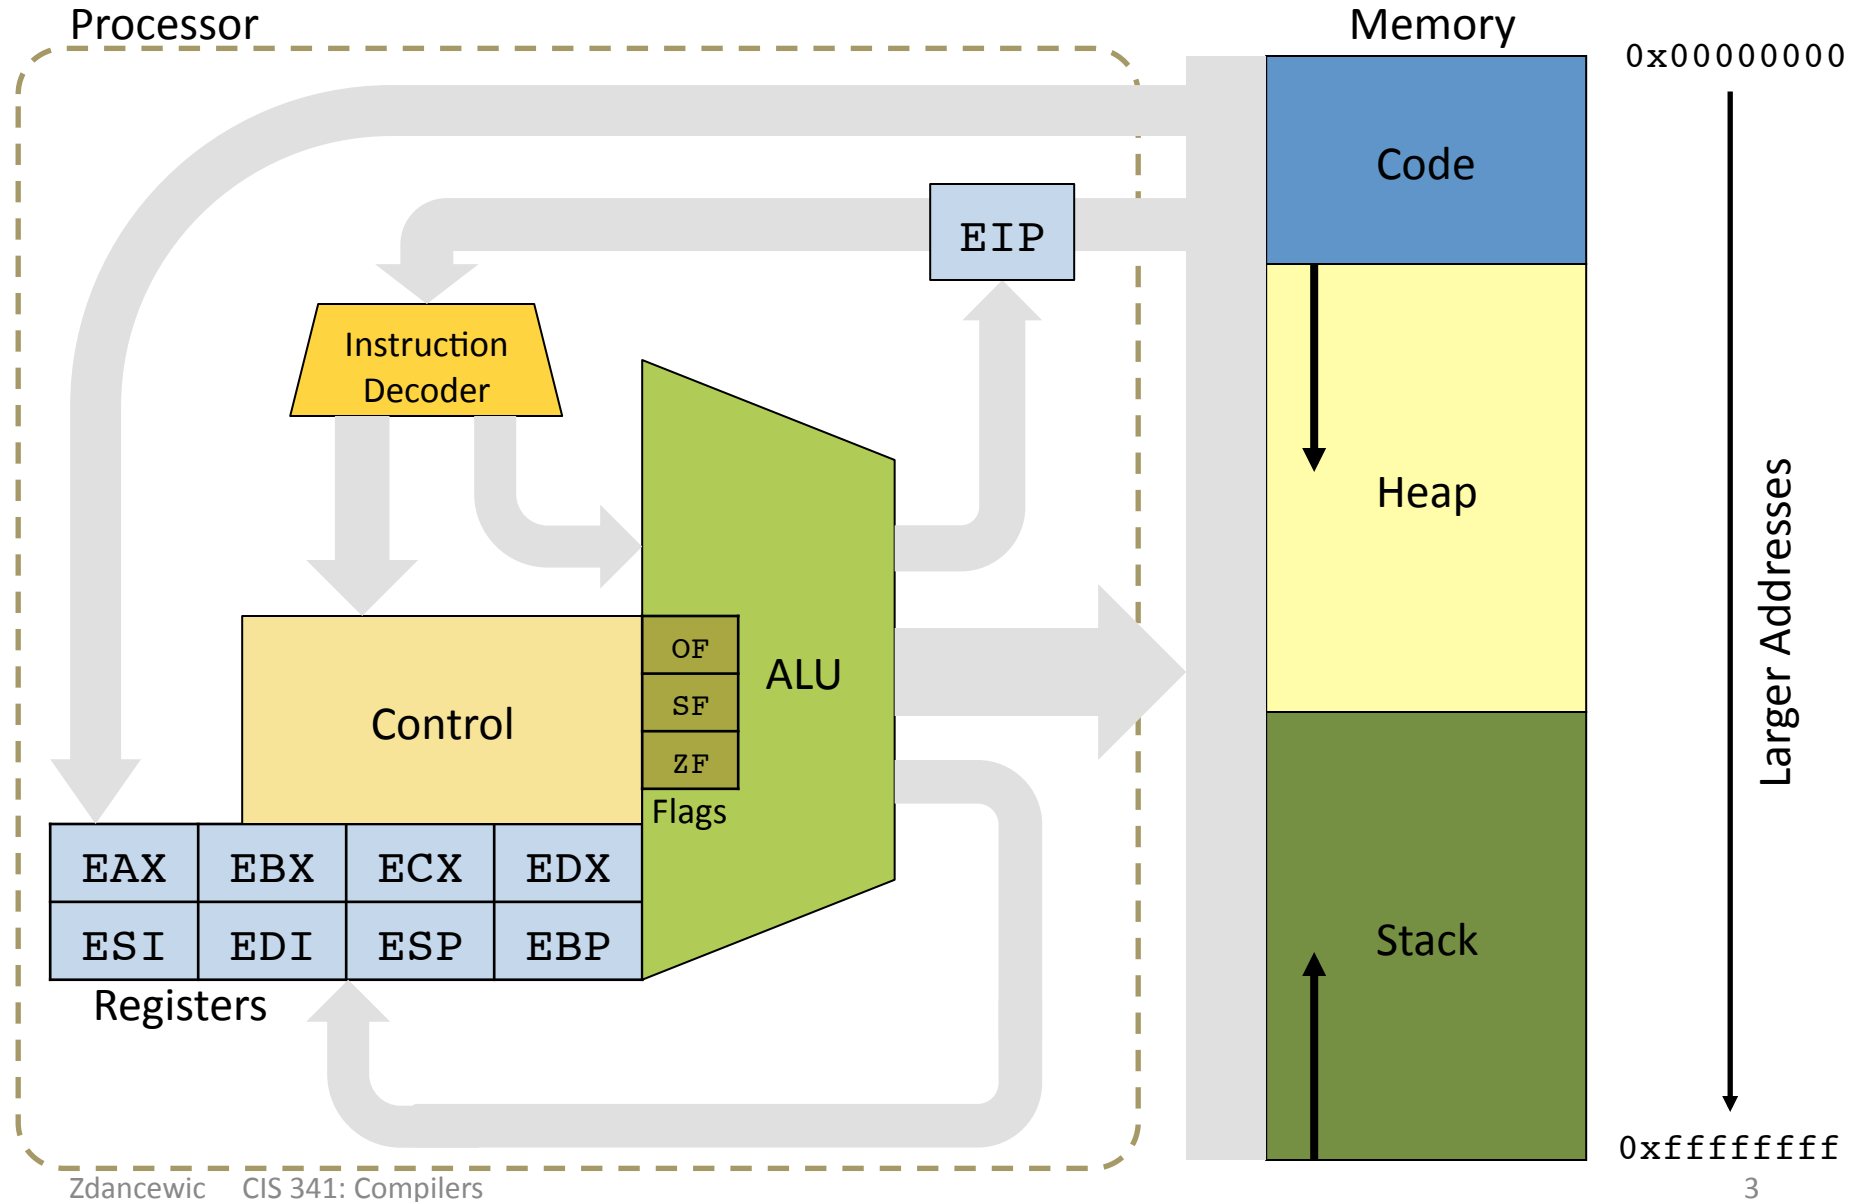 Processor
Memory
0x00000000
Code
EIP
Instruction
Decoder
Heap
Larger Addresses
OF
SF
ZF
Flags
ALU
Control
EAX EBX ECX EDX
ESI EDI ESP EBP
Registers
Stack
0xffffffff
Zdancewic CIS 341: Compilers
3